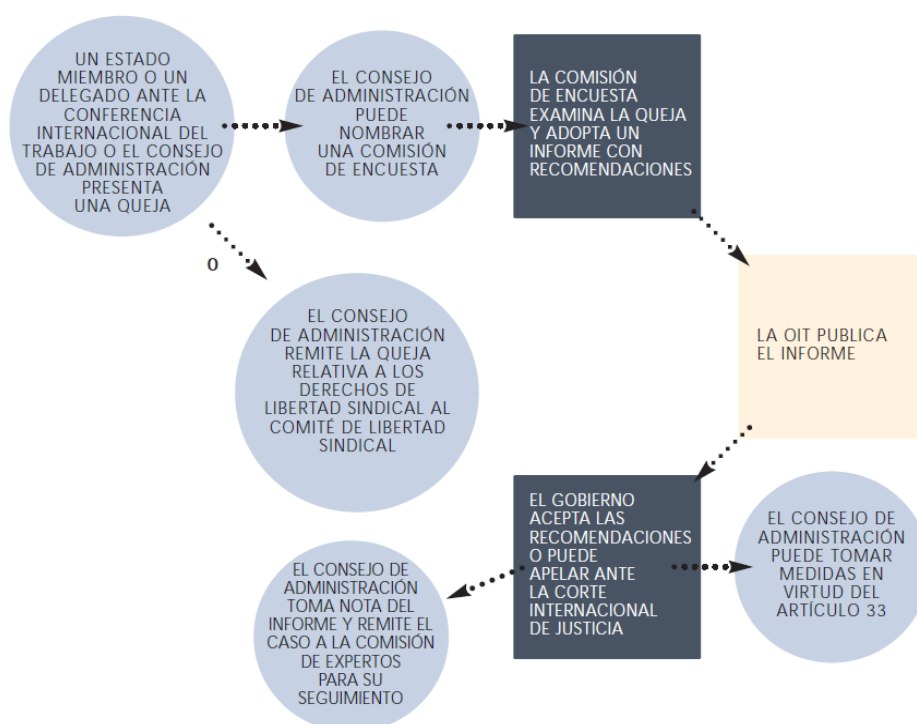 UN ESTADO
MIEMBRO O UN
DELEGADO ANTE LA
CONFERENCIA
INTERNACIONAL DEL
TRABAJO O EL CONSEJO
DE ADMINISTRACIÓN
PRESENTA
UNA QUEJA
EL CONSEJO
DE ADMINISTRACIÓN
PUEDE
NOMBRAR
UNA COMISIÓN
DE ENCUESTA
LA COMISIÓN
DE ENCUESTA
EXAMINA LA QUEJA
Y ADOPTA UN
INFORME CON
RECOMENDACIONES
O
EL CONSEJO
DE ADMINISTRACIÓN
REMITE LA QUEJA
RELATIVA A LOS
DERECHOS DE
LIBERTAD SINDICAL AL
COMITÉ DE LIBERTAD
SINDICAL
LA OIT PUBLICA
EL INFORME
EL GOBIERNO
ACEPTA LAS
RECOMENDACIONES
O PUEDE
APELAR ANTE
LA CORTE
INTERNACIONAL
DE JUSTICIA
EL CONSEJO DE
ADMINISTRACIÓN
PUEDE TOMAR
MEDIDAS EN
VIRTUD DEL
ARTÍCULO 33
EL CONSEJO DE
ADMINISTRACIÓN
TOMA NOTA DEL
INFORME Y REMITE EL
CASO A LA COMISIÓN
DE EXPERTOS
PARA SU
SEGUIMIENTO